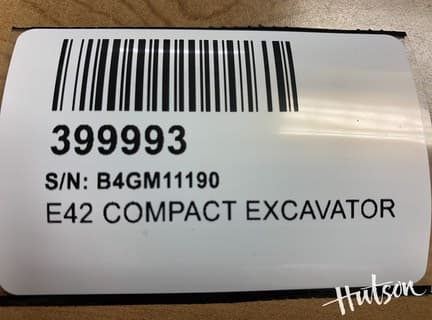 399993
S/N: B4GM11190
E42 COMPACT EXCAVATOR
Hutson